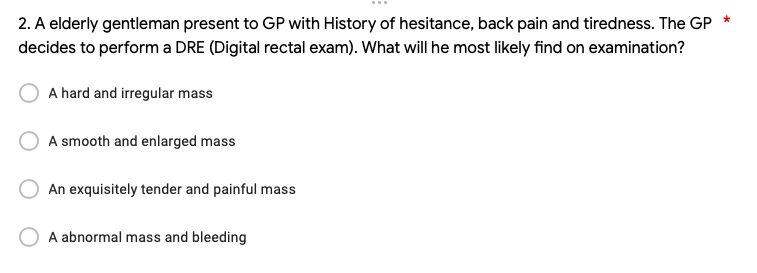 2. A elderly gentleman present to GP with History of hesitance, back pain and tiredness. The GP *
decides to perform a DRE (Digital rectal exam). What will he most likely find on examination?
A hard and irregular mass
A smooth and enlarged mass
An exquisitely tender and painful mass
A abnormal mass and bleeding